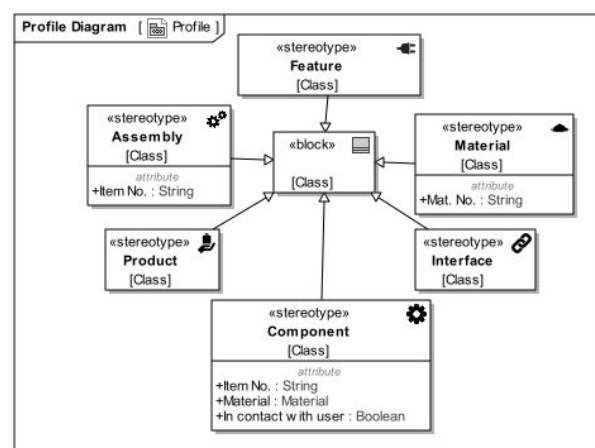 Profile Diagram [ Profile ]
«stereotype»
Feature
[Class]
«stereotype»
Assembly
[Class]
attribute
+Item No. : String
«block»
[Class]
«stereotype»
Material
[Class]
attribute
+Mat. No. : String
«stereotype»
Product
[Class]
«stereotype»
Interface
[Class]
«stereotype»
Component
[Class]
attribute
+Item No. : String
+Material : Material
+In contact with user : Boolean